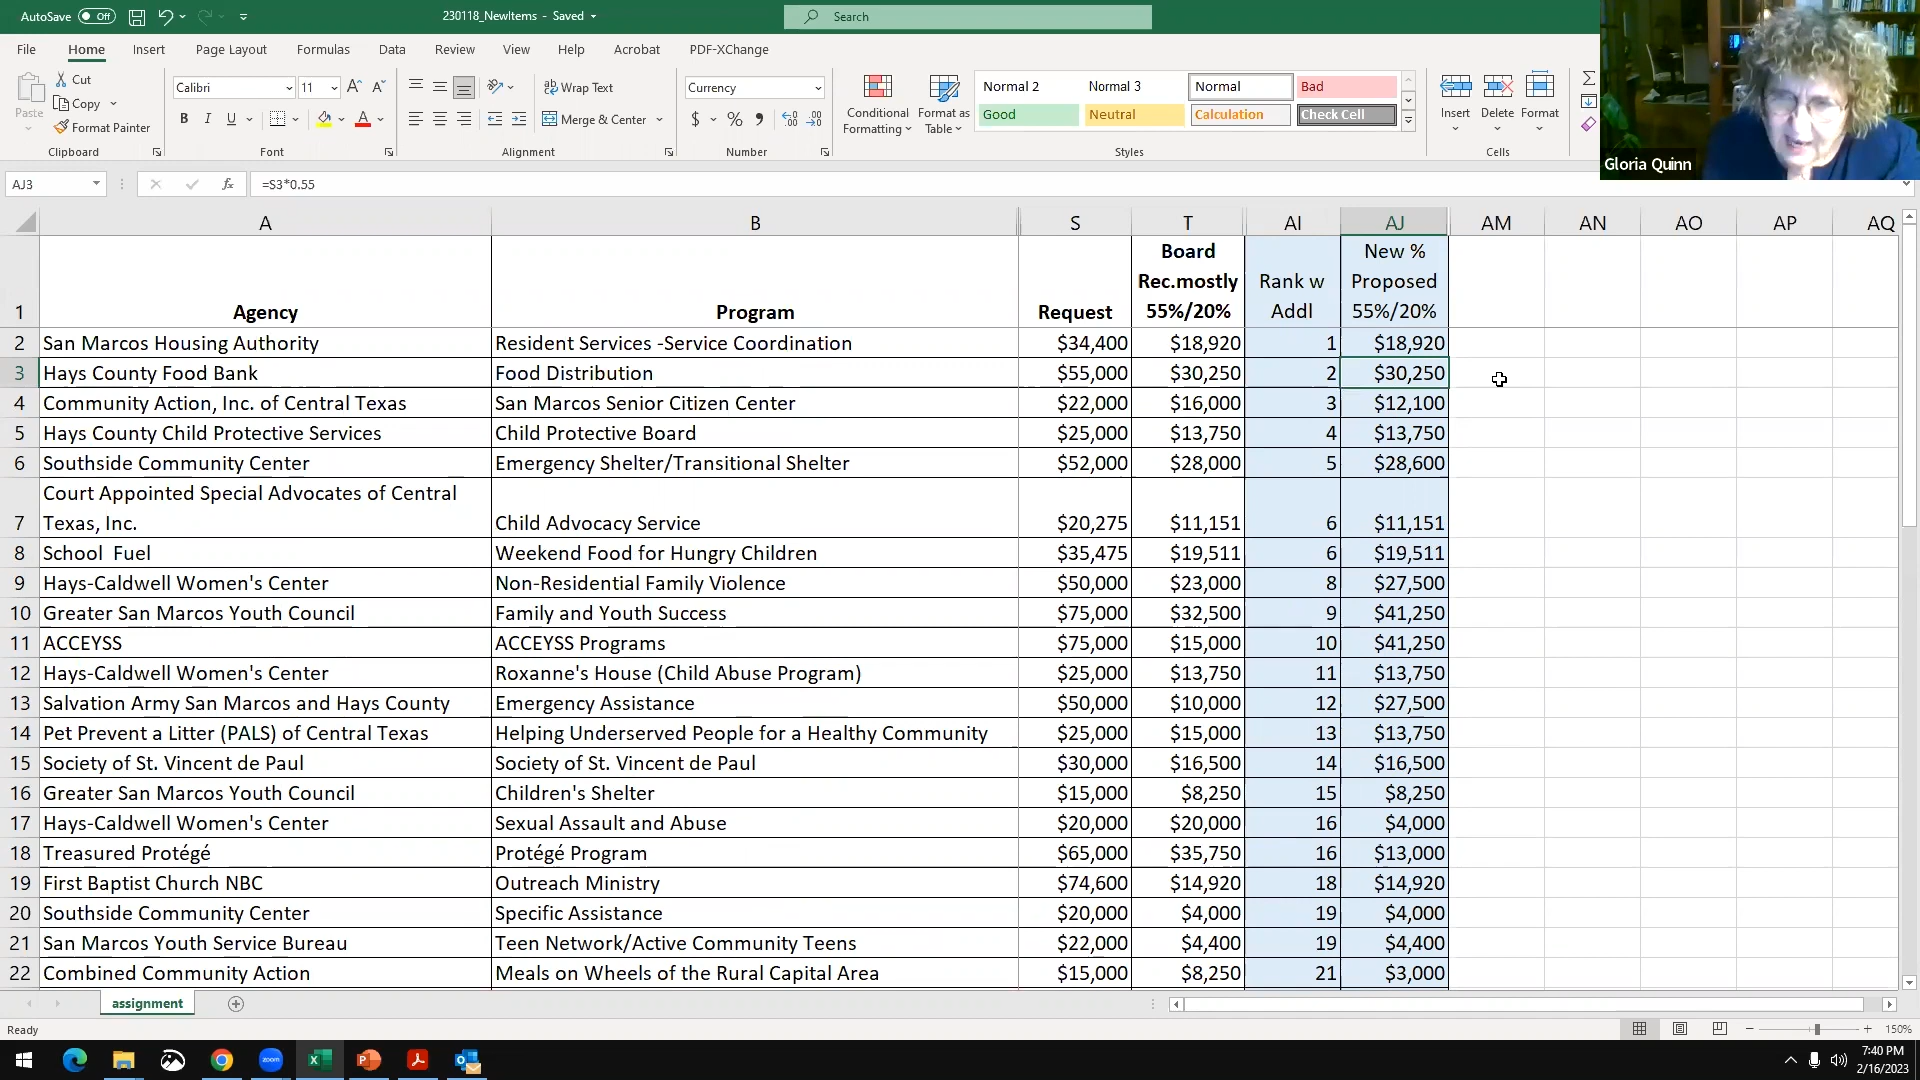 AutoSave Off 230118_NewItems - Saved Search
File Home Insert Page Layout Formulas Data Review View Help Acrobat PDF-XChange
Paste Cut Copy Format Painter Clipboard
Calibri 11 B I U Font
Wrap Text Merge & Center Alignment
Currency $ % Number
Conditional Formatting Format as Table
Normal 2 Normal 3 Normal Bad
Good Neutral Calculation Check Cell
Styles
Insert Delete Format
Cells
Gloria Quinn
AJ3 fx =S3*0.55
A B S T AI AJ AM AN AO AP AQ
1 Agency Program Request Board Rec.mostly 55%/20% Rank w Addl New % Proposed 55%/20%
2 San Marcos Housing Authority Resident Services -Service Coordination $34,400 $18,920 1 $18,920
3 Hays County Food Bank Food Distribution $55,000 $30,250 2 $30,250
4 Community Action, Inc. of Central Texas San Marcos Senior Citizen Center $22,000 $16,000 3 $12,100
5 Hays County Child Protective Services Child Protective Board $25,000 $13,750 4 $13,750
6 Southside Community Center Emergency Shelter/Transitional Shelter $52,000 $28,000 5 $28,600
Court Appointed Special Advocates of Central
7 Texas, Inc. Child Advocacy Service $20,275 $11,151 6 $11,151
8 School Fuel Weekend Food for Hungry Children $35,475 $19,511 6 $19,511
9 Hays-Caldwell Women's Center Non-Residential Family Violence $50,000 $23,000 8 $27,500
10 Greater San Marcos Youth Council Family and Youth Success $75,000 $32,500 9 $41,250
11 ACCEYSS ACCEYSS Programs $75,000 $15,000 10 $41,250
12 Hays-Caldwell Women's Center Roxanne's House (Child Abuse Program) $25,000 $13,750 11 $13,750
13 Salvation Army San Marcos and Hays County Emergency Assistance $50,000 $10,000 12 $27,500
14 Pet Prevent a Litter (PALS) of Central Texas Helping Underserved People for a Healthy Community $25,000 $15,000 13 $13,750
15 Society of St. Vincent de Paul Society of St. Vincent de Paul $30,000 $16,500 14 $16,500
16 Greater San Marcos Youth Council Children's Shelter $15,000 $8,250 15 $8,250
17 Hays-Caldwell Women's Center Sexual Assault and Abuse $20,000 $20,000 16 $4,000
18 Treasured Protégé Protégé Program $65,000 $35,750 16 $13,000
19 First Baptist Church NBC Outreach Ministry $74,600 $14,920 18 $14,920
20 Southside Community Center Specific Assistance $20,000 $4,000 19 $4,000
21 San Marcos Youth Service Bureau Teen Network/Active Community Teens $22,000 $4,400 19 $4,400
22 Combined Community Action Meals on Wheels of the Rural Capital Area $15,000 $8,250 21 $3,000
assignment
Ready 150%
zoom
7:40 PM
2/16/2023